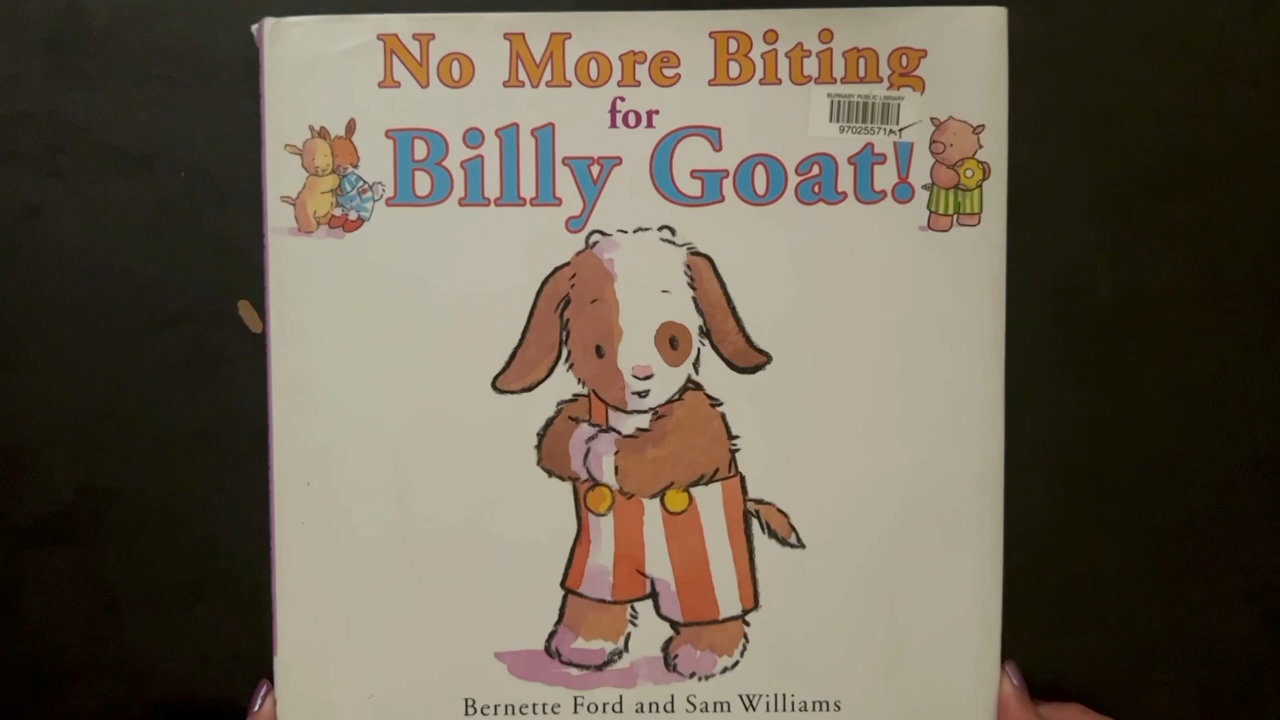 No More Biting
for
Billy Goat!
BURNABY PUBLIC LIBRARY
97025571
Bernette Ford and Sam Williams